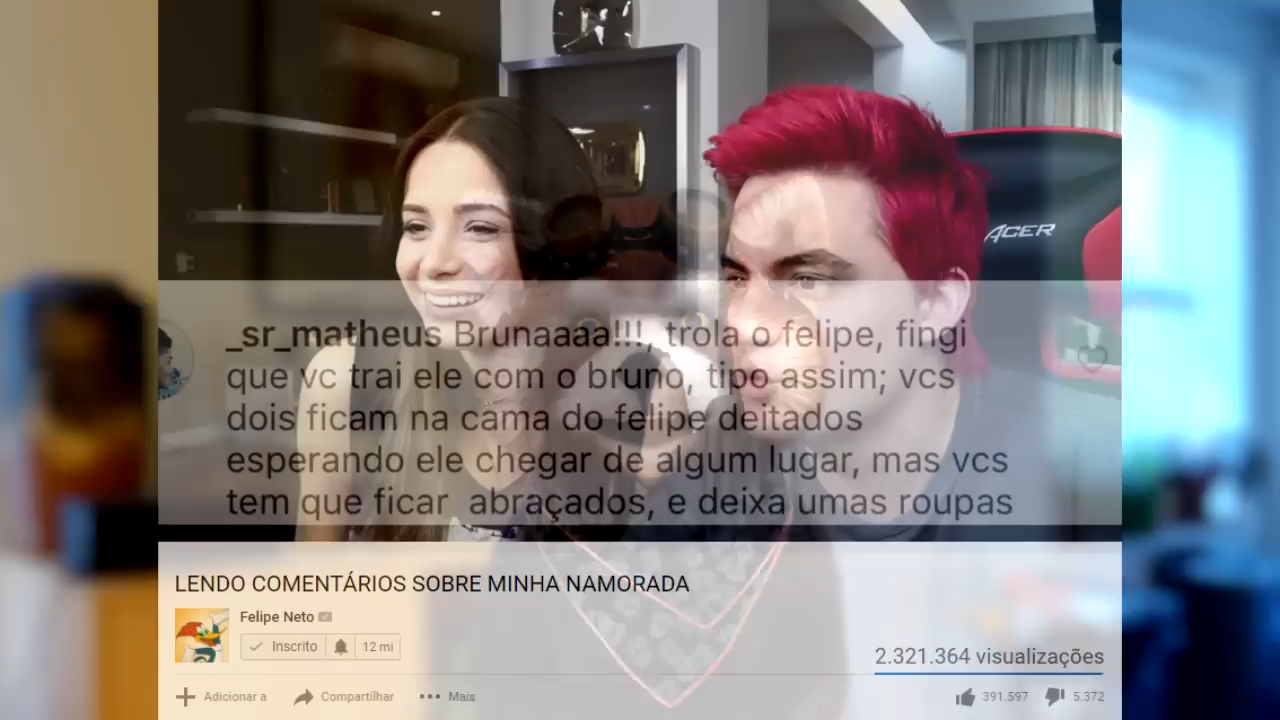 ACER
_sr_matheus Brunaaaa!!!, trola o felipe, fingi
que vc trai ele com o bruno, tipo assim; vcs
dois ficam na cama do felipe deitados
esperando ele chegar de algum lugar, mas vcs
tem que ficar abraçados, e deixa umas roupas
LENDO COMENTÁRIOS SOBRE MINHA NAMORADA
Felipe Neto
Inscrito 12 mi
2.321.364 visualizações
Adicionar a Compartilhar Mais 391.597 5.372